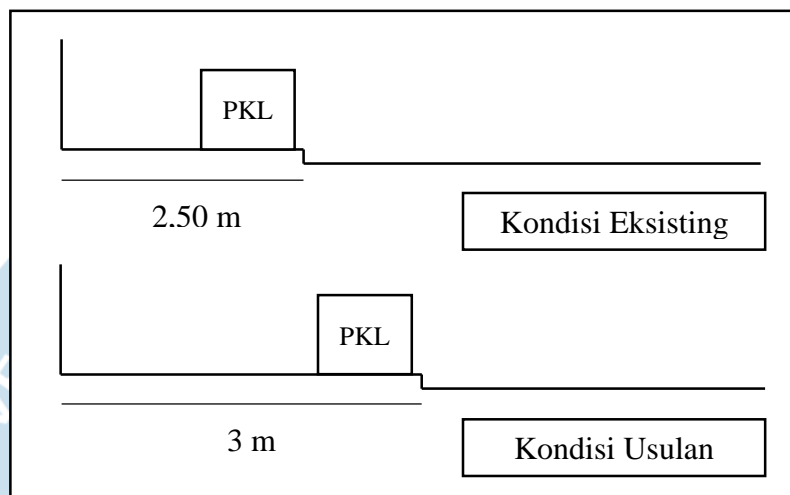 PKL
2.50 m
Kondisi Eksisting
PKL
3 m
Kondisi Usulan